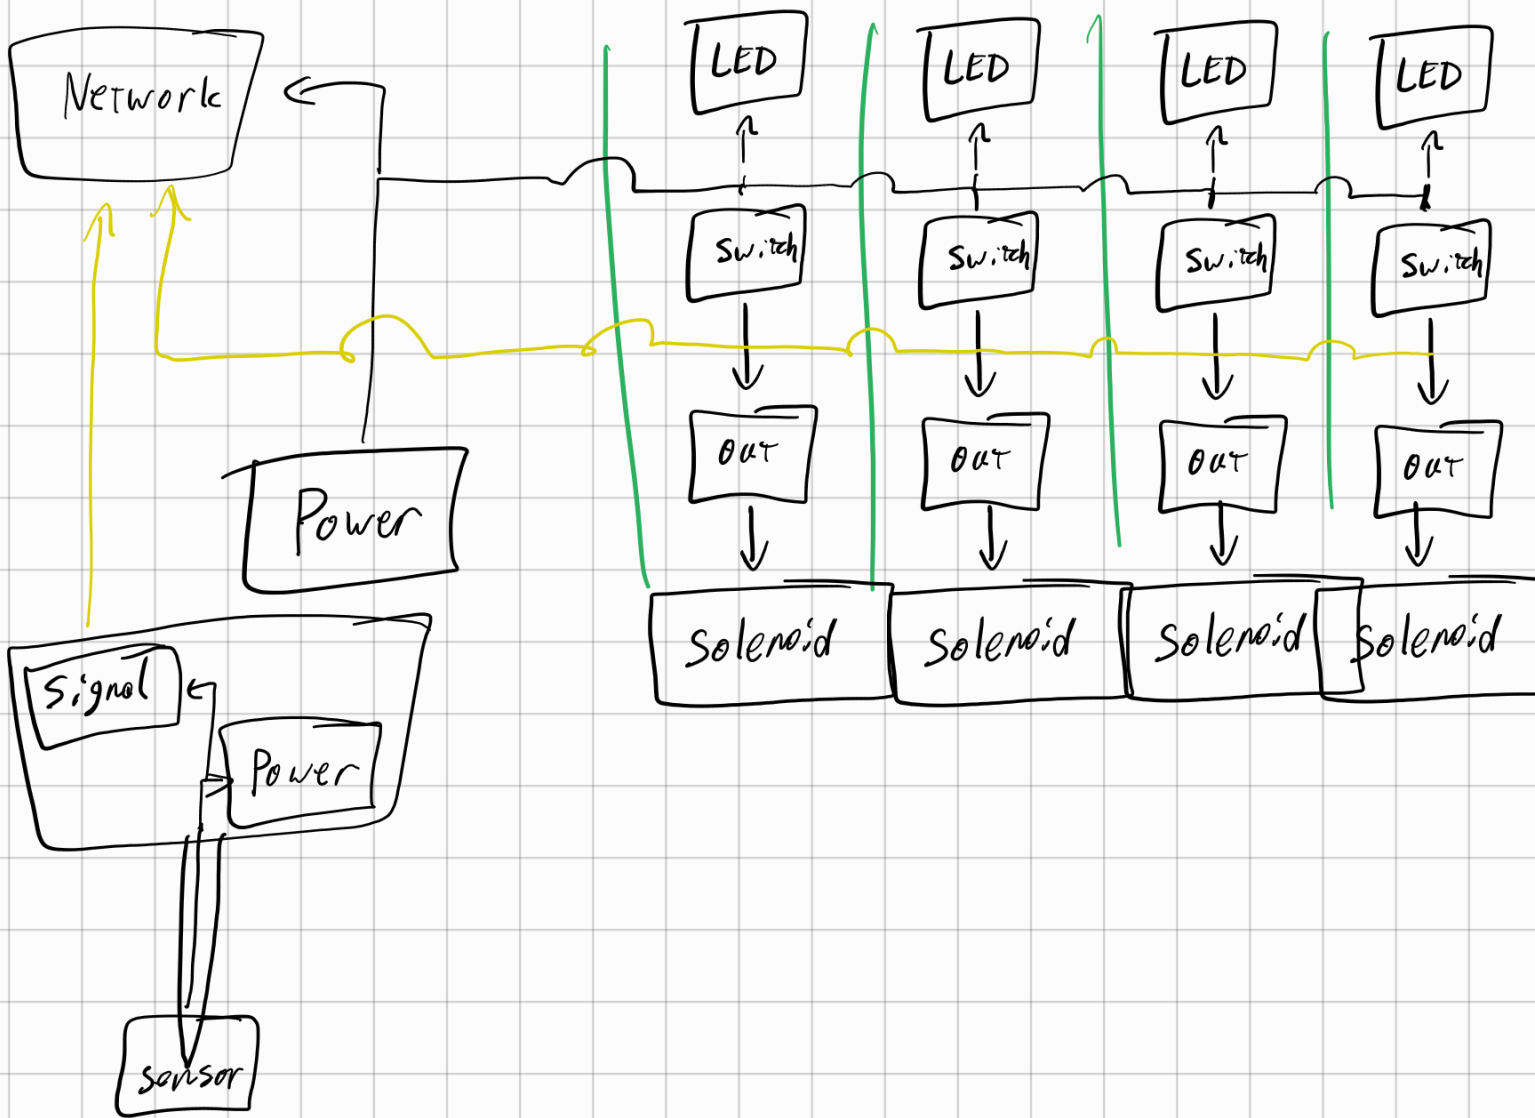 Network
LED
LED
LED
LED
Switch
Switch
Switch
Switch
OUT
OUT
OUT
OUT
Power
Solenoid
Solenoid
Solenoid
Solenoid
Signal
Power
sensor